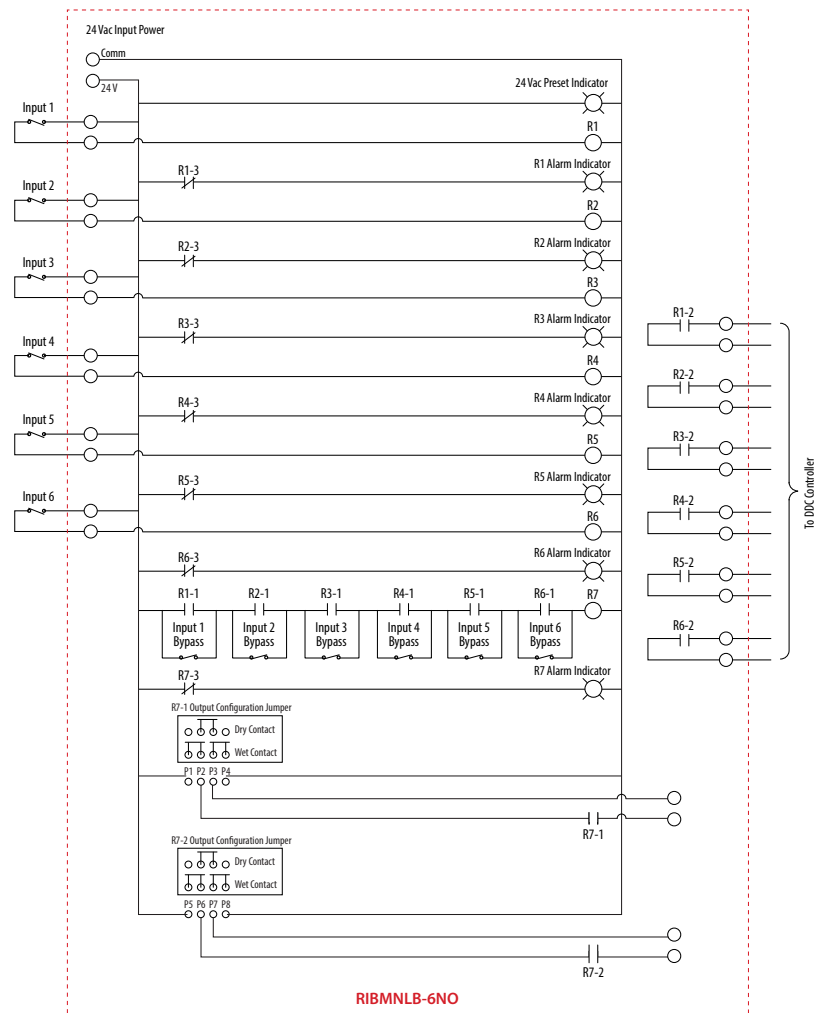 24 Vac Input Power
Comm
24 V
24 Vac Preset Indicator
Input 1
R1
R1-3
R1 Alarm Indicator
Input 2
R2
R2-3
R2 Alarm Indicator
Input 3
R3
R3-3
R3 Alarm Indicator
Input 4
R4
R4-3
R4 Alarm Indicator
Input 5
R5
R5-3
R5 Alarm Indicator
Input 6
R6
R6-3
R6 Alarm Indicator
R1-1 R2-1 R3-1 R4-1 R5-1 R6-1 R7
Input 1 Input 2 Input 3 Input 4 Input 5 Input 6
Bypass Bypass Bypass Bypass Bypass Bypass
R7-3
R7 Alarm Indicator
R7-1 Output Configuration Jumper
Dry Contact
Wet Contact
P1 P2 P3 P4
R7-1
R7-2 Output Configuration Jumper
Dry Contact
Wet Contact
P5 P6 P7 P8
R7-2
R1-2
R2-2
R3-2
R4-2
R5-2
R6-2
To DDC Controller
RIBMNLB-6NO